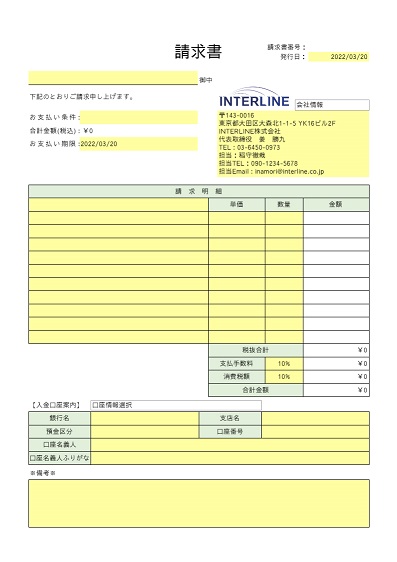 請求書
請求書番号：
発行日： 2022/03/20
御中
下記のとおりご請求申し上げます。
INTERLINE 会社情報
お支払い条件：
合計金額(税込)：￥0
お支払い期限：2022/03/20
〒143-0016
東京都大田区大森北1-1-5 YK16ビル2F
INTERLINE株式会社
代表取締役 姜 勝九
TEL：03-6450-0973
担当：稲守徹哉
担当TEL：090-1234-5678
担当Email：inamori@interline.co.jp
請 求 明 細
単価 数量 金額
税抜合計 ￥0
支払手数料 10% ￥0
消費税額 10% ￥0
合計金額 ￥0
【入金口座案内】 口座情報選択
銀行名 支店名
預金区分 口座番号
口座名義人
口座名義人ふりがな
※備考※